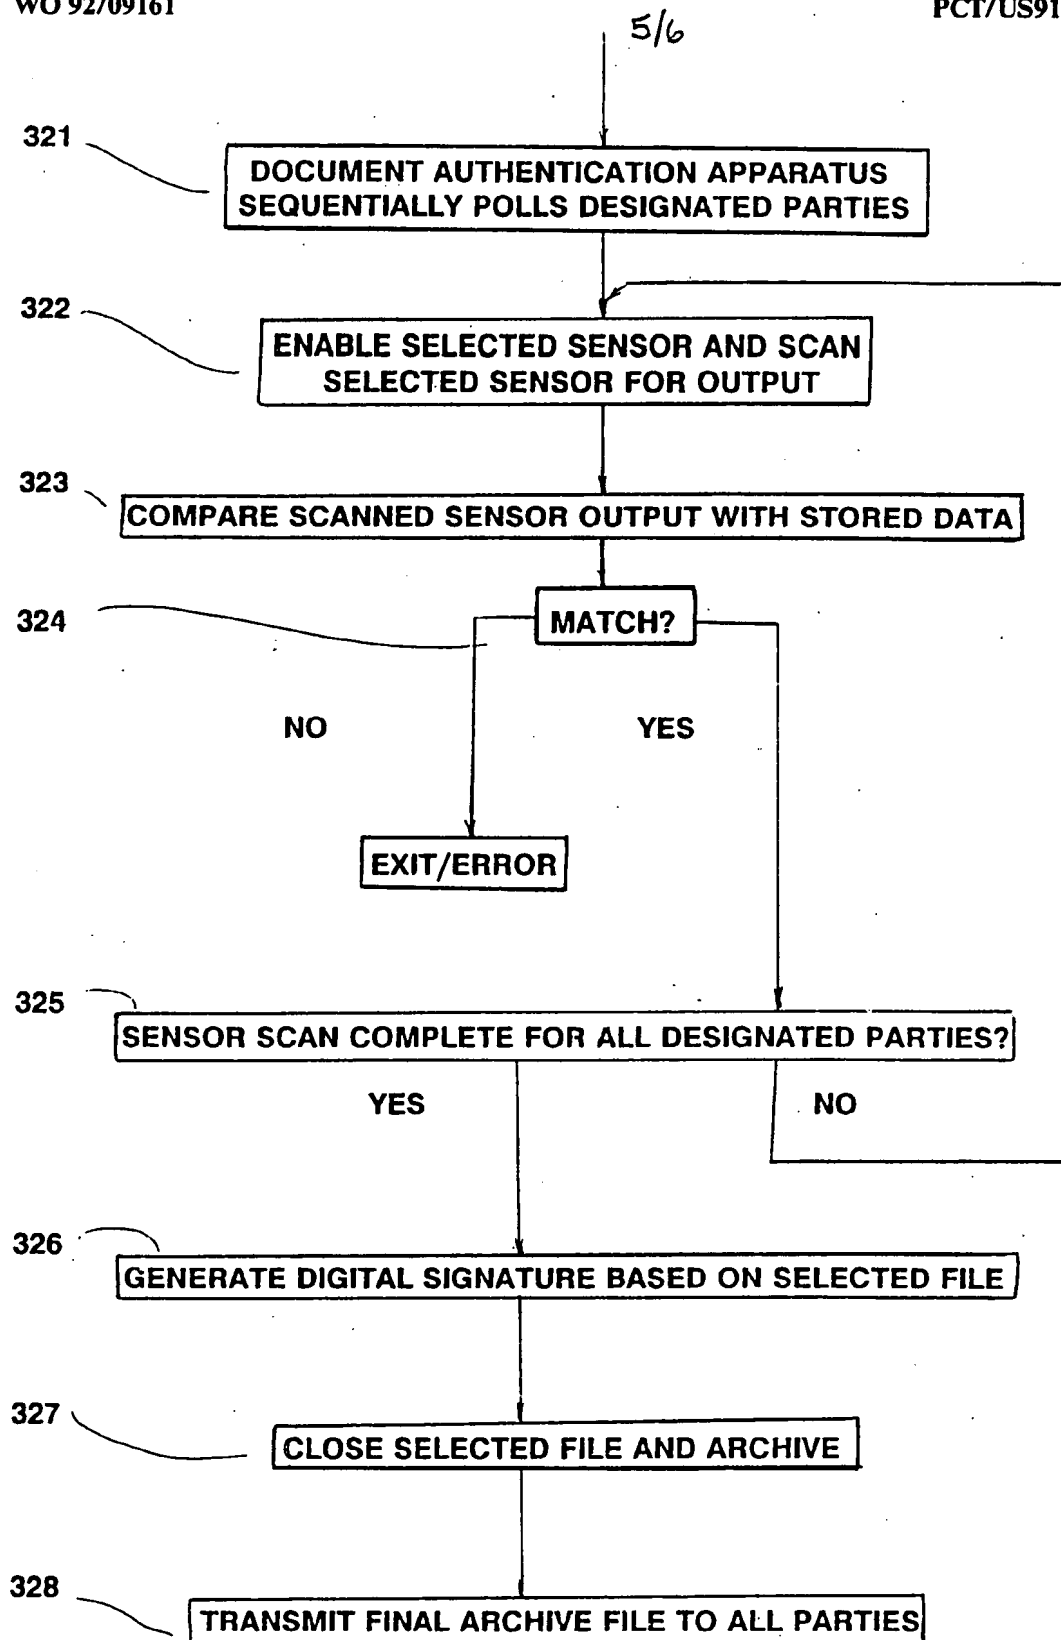 WO 92/09161
PCT/US91
5/6
321
DOCUMENT AUTHENTICATION APPARATUS
SEQUENTIALLY POLLS DESIGNATED PARTIES
322
ENABLE SELECTED SENSOR AND SCAN
SELECTED SENSOR FOR OUTPUT
323
COMPARE SCANNED SENSOR OUTPUT WITH STORED DATA
324
MATCH?
NO
YES
EXIT/ERROR
325
SENSOR SCAN COMPLETE FOR ALL DESIGNATED PARTIES?
YES
NO
326
GENERATE DIGITAL SIGNATURE BASED ON SELECTED FILE
327
CLOSE SELECTED FILE AND ARCHIVE
328
TRANSMIT FINAL ARCHIVE FILE TO ALL PARTIES